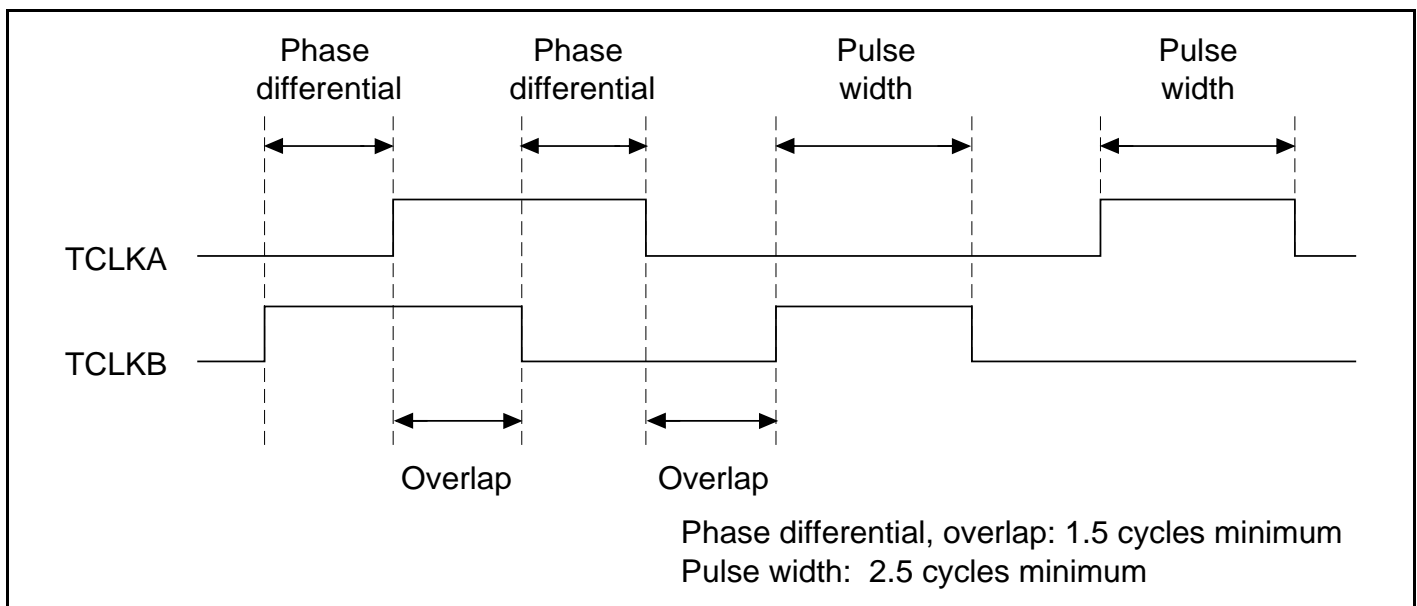 Phase
differential
Phase
differential
Pulse
width
Pulse
width
TCLKA
TCLKB
Overlap
Overlap
Phase differential, overlap: 1.5 cycles minimum
Pulse width: 2.5 cycles minimum